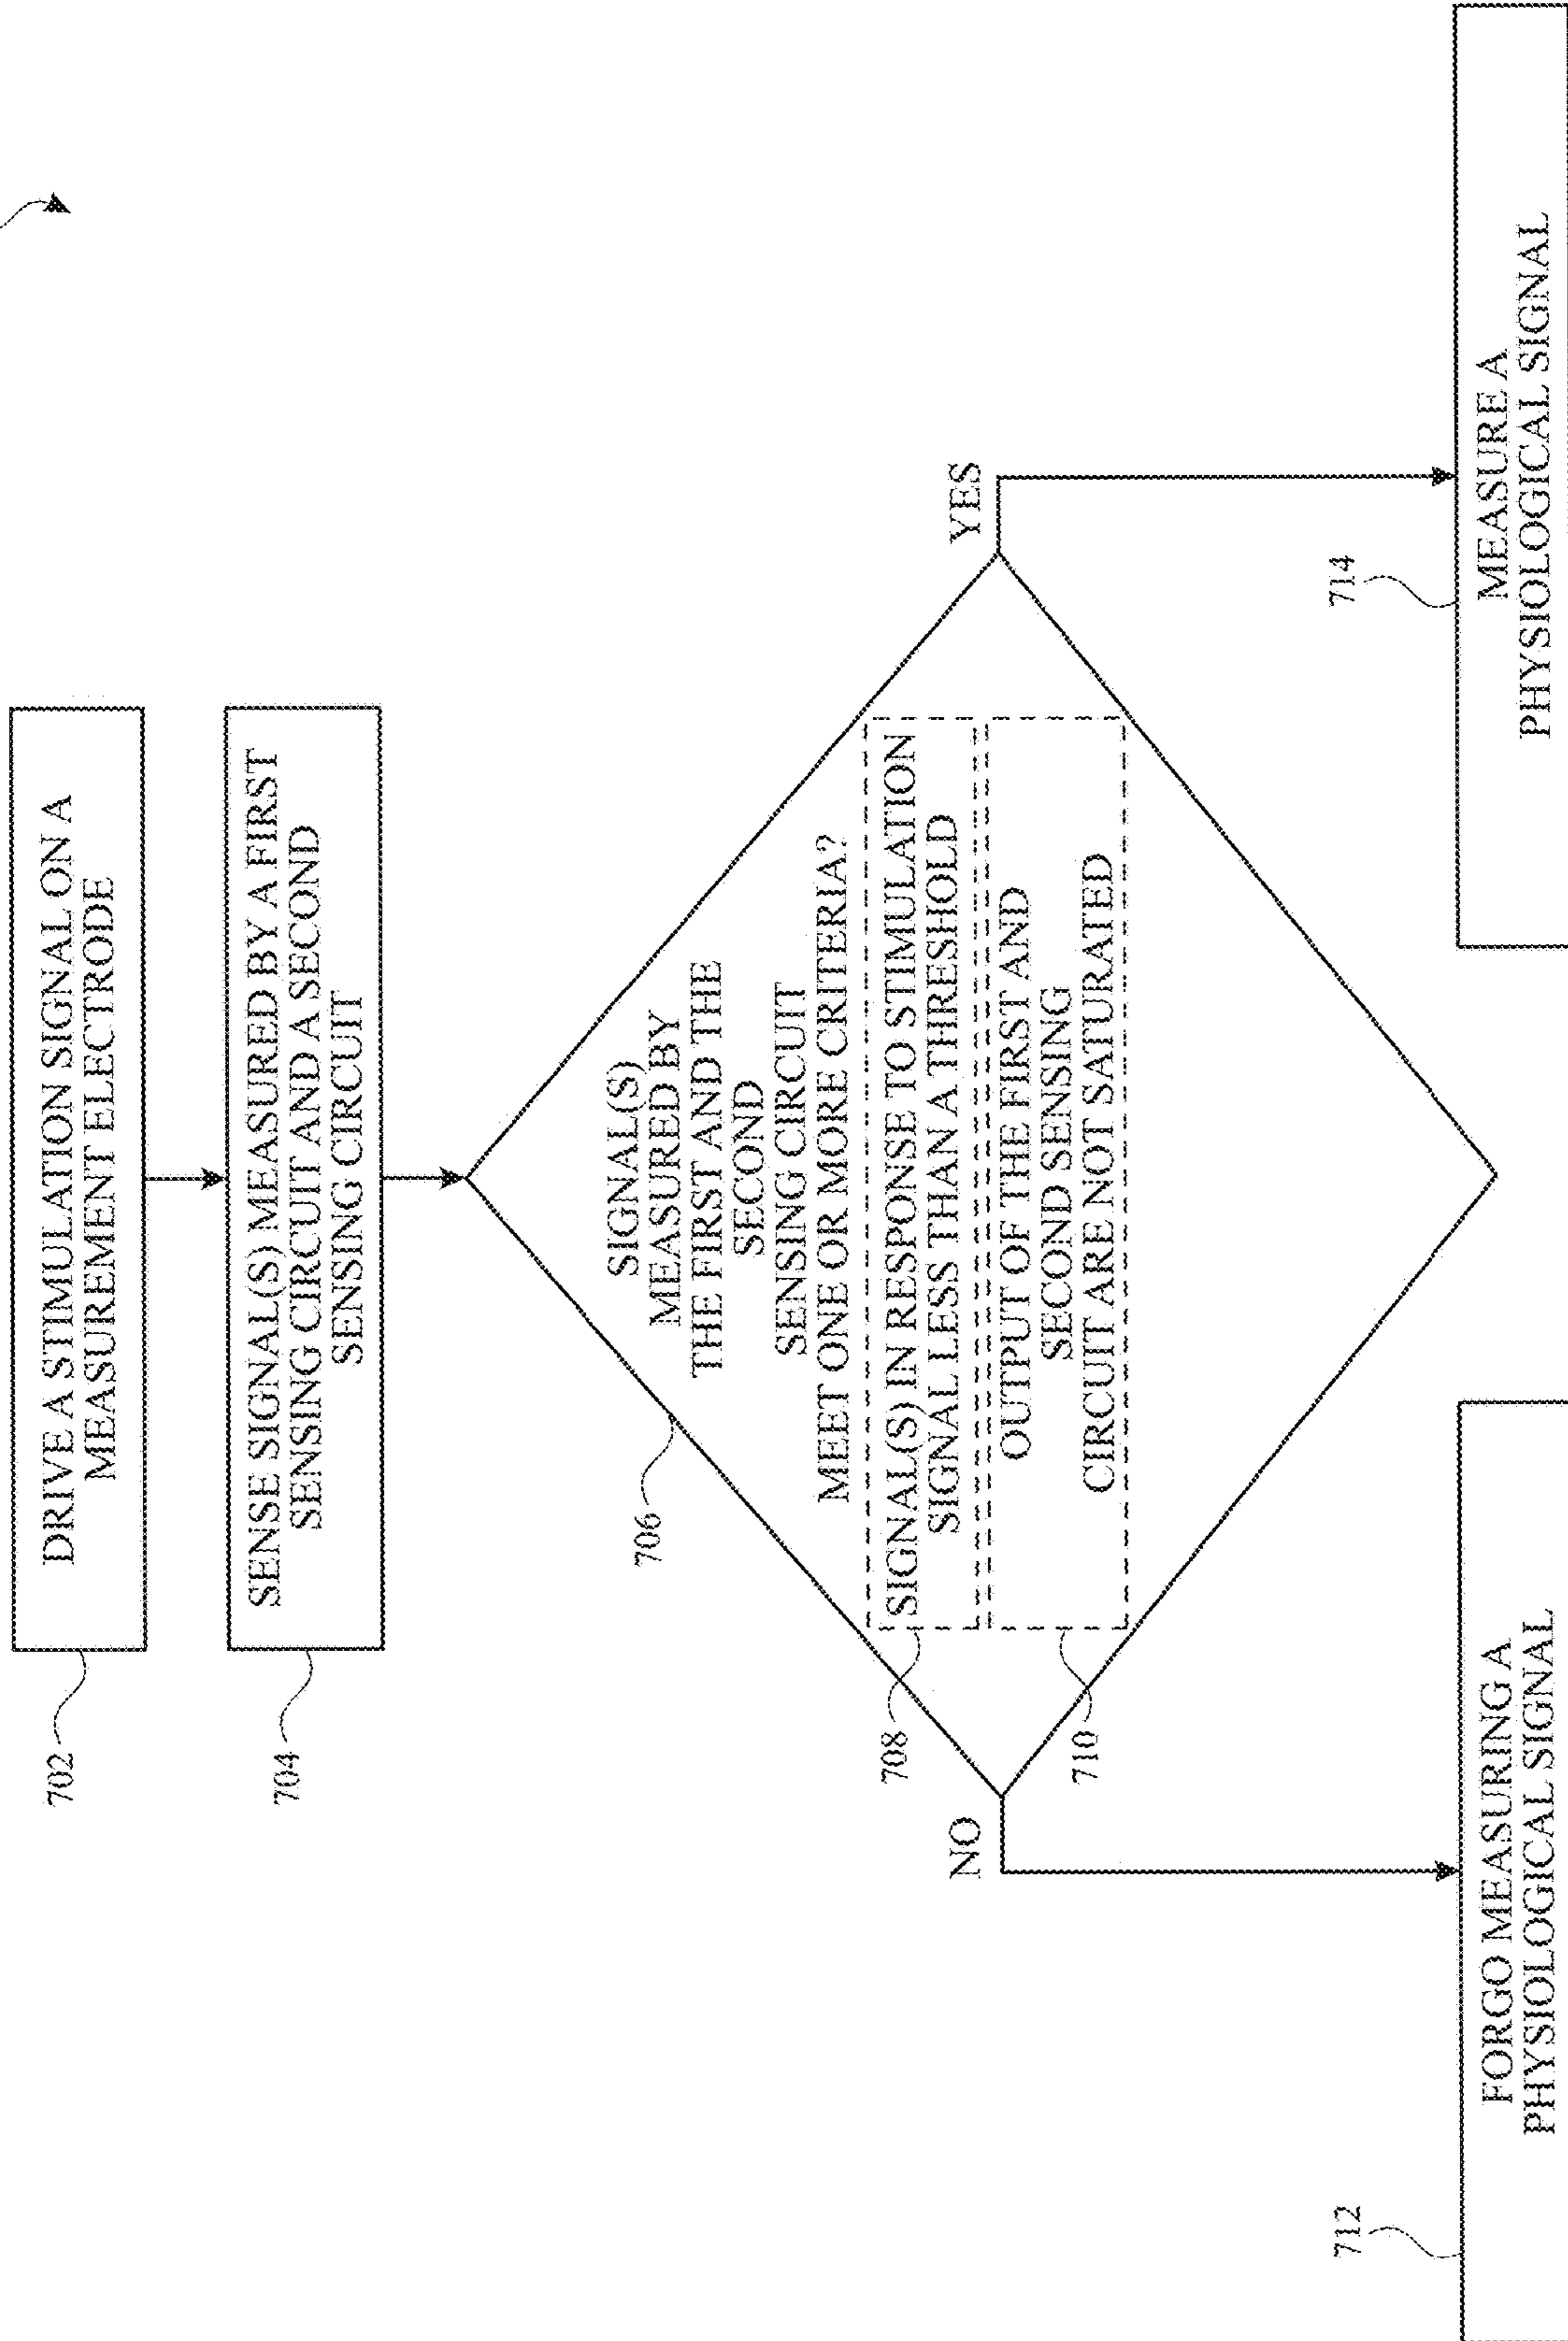 702
DRIVE A STIMULATION SIGNAL ON A
MEASUREMENT ELECTRODE
704
SENSE SIGNAL(S) MEASURED BY A FIRST
SENSING CIRCUIT AND A SECOND
SENSING CIRCUIT
706
SIGNAL(S)
MEASURED BY
THE FIRST AND THE
SECOND
SENSING CIRCUIT
MEET ONE OR MORE CRITERIA?
708
SIGNAL(S) IN RESPONSE TO STIMULATION
SIGNAL LESS THAN A THRESHOLD
710
OUTPUT OF THE FIRST AND
SECOND SENSING
CIRCUIT ARE NOT SATURATED
NO
YES
712
FORGO MEASURING A
PHYSIOLOGICAL SIGNAL
714
MEASURE A
PHYSIOLOGICAL SIGNAL